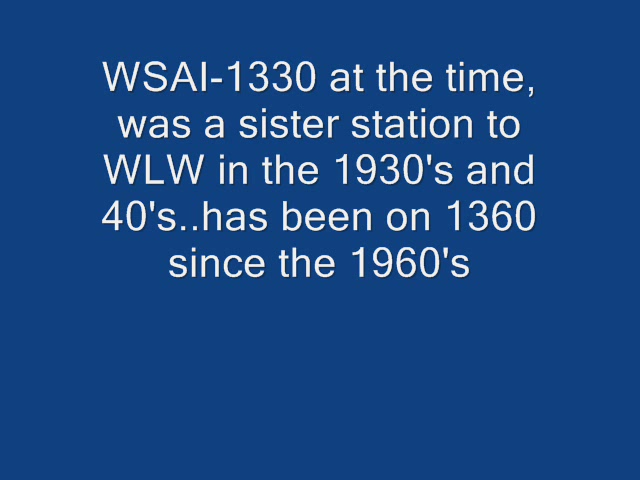 WSAI-1330 at the time,
was a sister station to
WLW in the 1930's and
40's..has been on 1360
since the 1960's